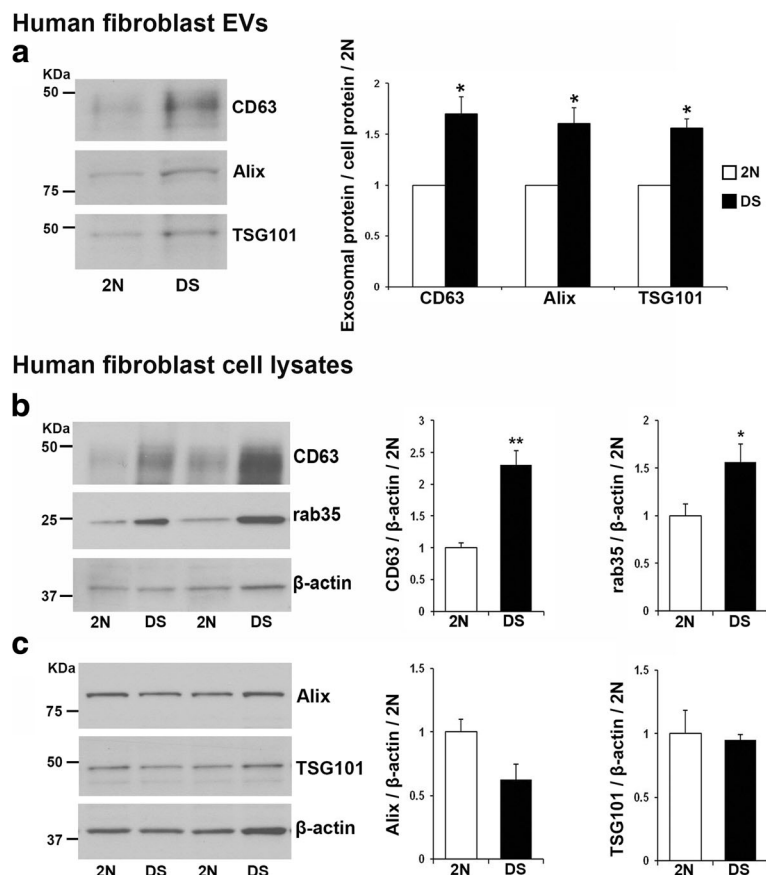 Human fibroblast EVs
a
KDa
50
CD63
Alix
75
50
TSG101
2N DS
Exosomal protein / cell protein / 2N
2
1.5
1
0.5
0
* * *
CD63 Alix TSG101
2N
DS
Human fibroblast cell lysates
b
KDa
50
CD63
25
rab35
β-actin
37
2N DS 2N DS
CD63 / β-actin / 2N
3
2.5
2
1.5
1
0.5
0
**
2N DS
rab35 / β-actin / 2N
2
1.5
1
0.5
0
*
2N DS
c
KDa
Alix
75
50
TSG101
β-actin
37
2N DS 2N DS
Alix / β-actin / 2N
1.5
1
0.5
0
2N DS
TSG101 / β-actin / 2N
1.5
1
0.5
0
2N DS